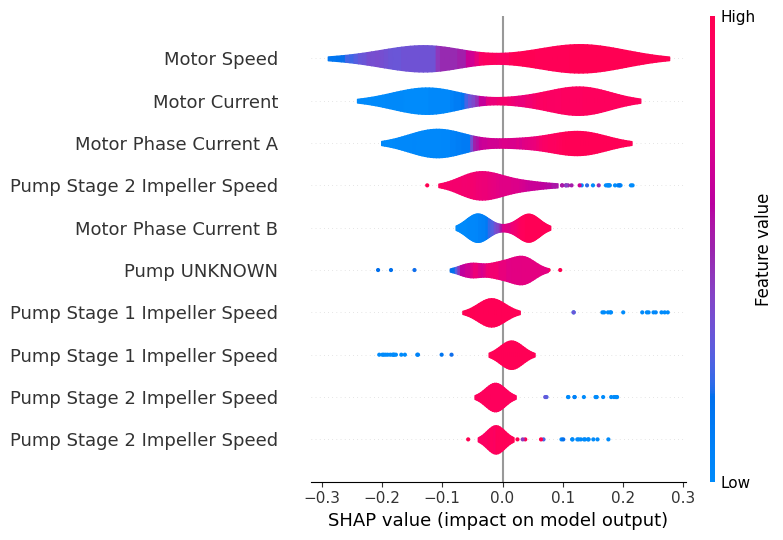 High
Motor Speed
Motor Current
Motor Phase Current A
Pump Stage 2 Impeller Speed
Motor Phase Current B
Pump UNKNOWN
Pump Stage 1 Impeller Speed
Pump Stage 1 Impeller Speed
Pump Stage 2 Impeller Speed
Pump Stage 2 Impeller Speed
Feature value
Low
−0.3 −0.2 −0.1 0.0 0.1 0.2 0.3
SHAP value (impact on model output)